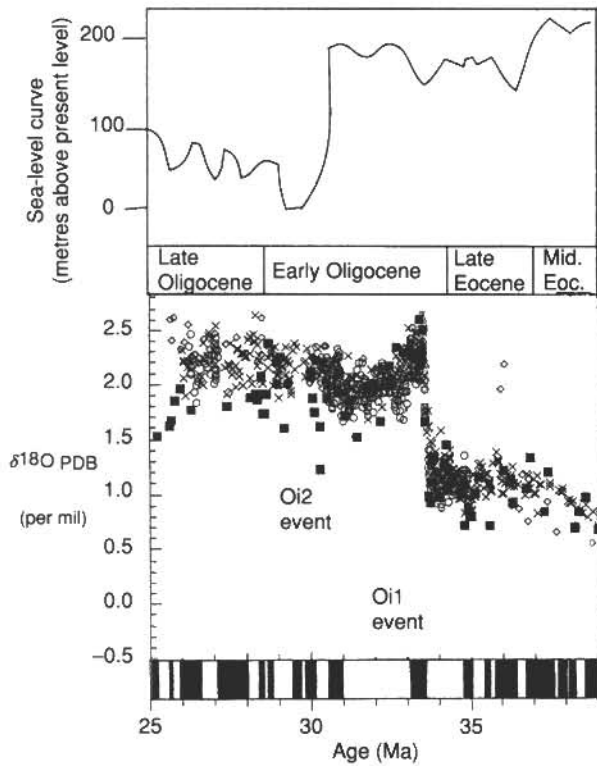 Sea-level curve
(metres above present level)
200
100
0
Late
Oligocene
Early Oligocene
Late
Eocene
Mid.
Eoc.
2.5
2.0
1.5
1.0
0.5
0.0
−0.5
δ18O PDB
(per mil)
Oi2
event
Oi1
event
25
30
35
Age (Ma)